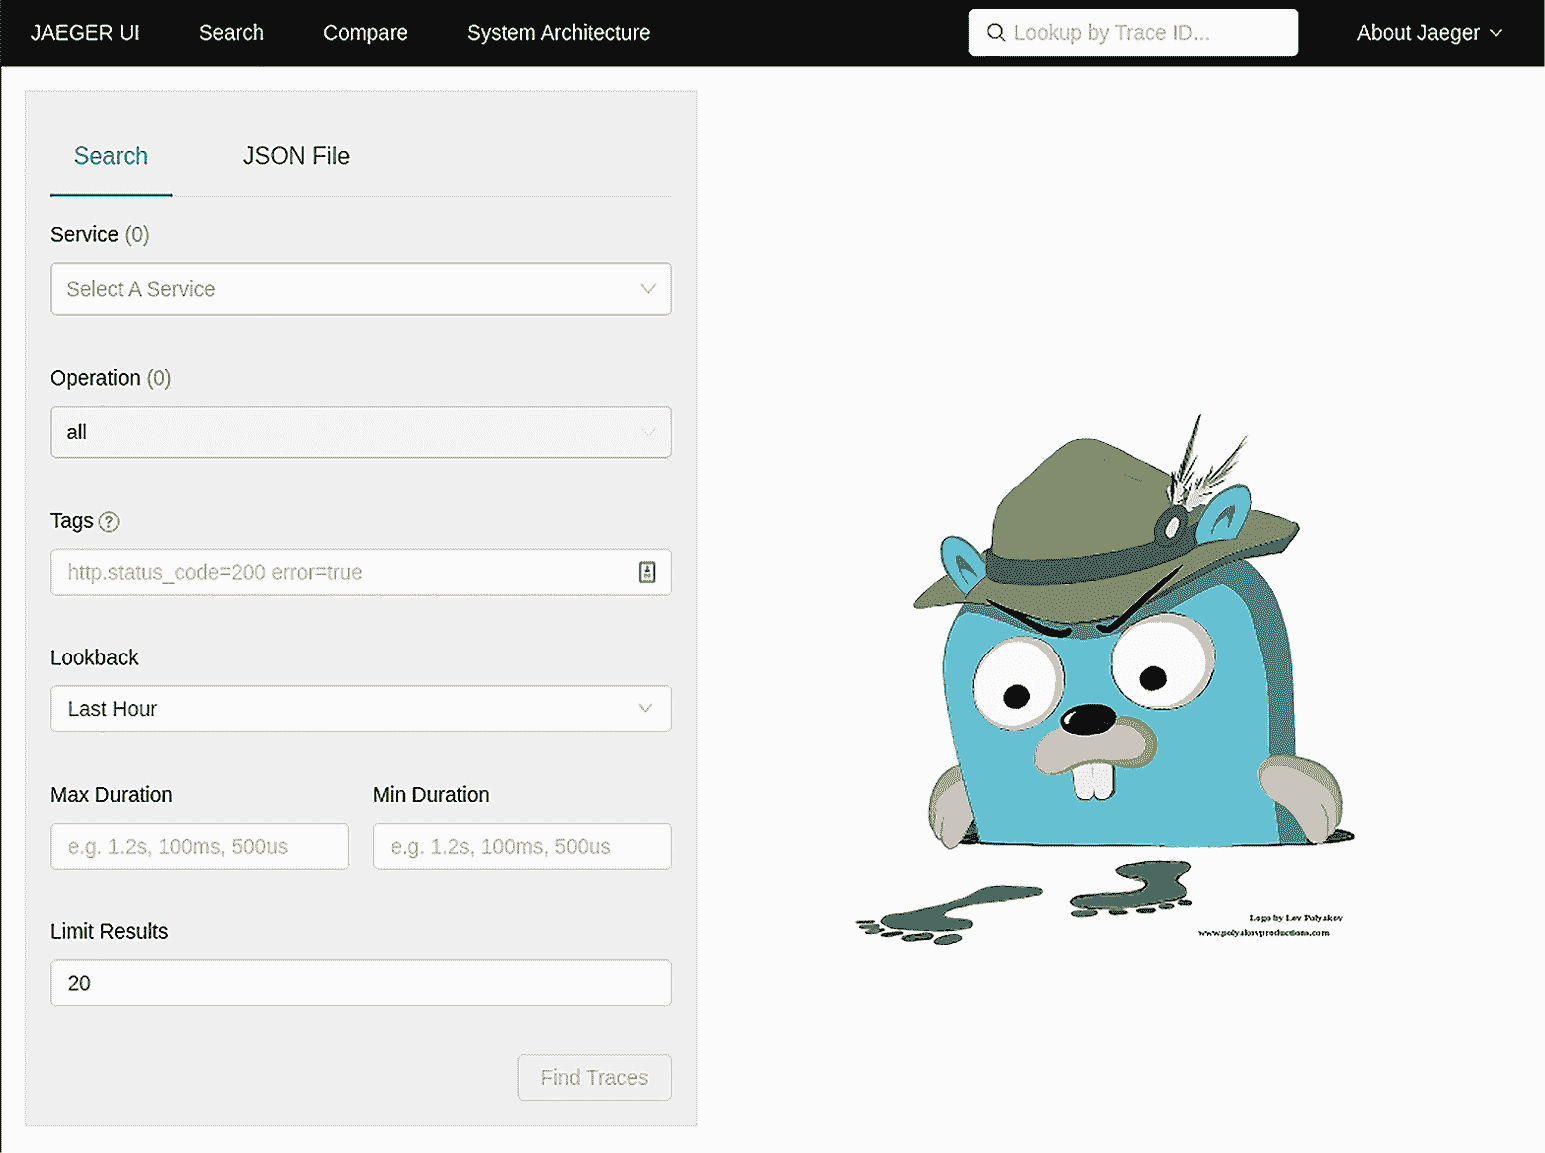 JAEGER UI Search Compare System Architecture Lookup by Trace ID... About Jaeger
Search JSON File
Service (0)
Select A Service
Operation (0)
all
Tags ?
http.status_code=200 error=true
Lookback
Last Hour
Max Duration Min Duration
e.g. 1.2s, 100ms, 500us e.g. 1.2s, 100ms, 500us
Limit Results
20
Find Traces
Logo by Lev Polyakov
www.polyakovproductions.com